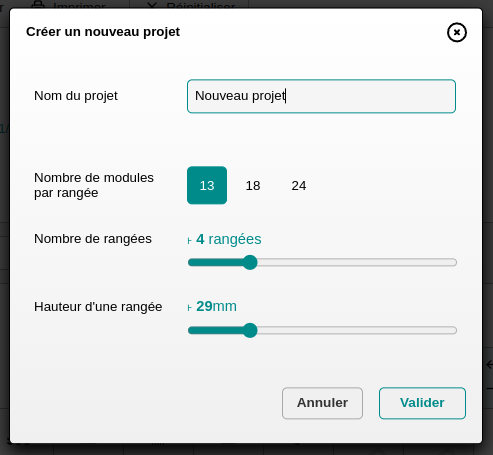 Imprimer
Réinitialiser
Créer un nouveau projet
Nom du projet
Nouveau projet
Nombre de modules
par rangée
13
18
24
Nombre de rangées
4 rangées
Hauteur d'une rangée
29mm
Annuler
Valider